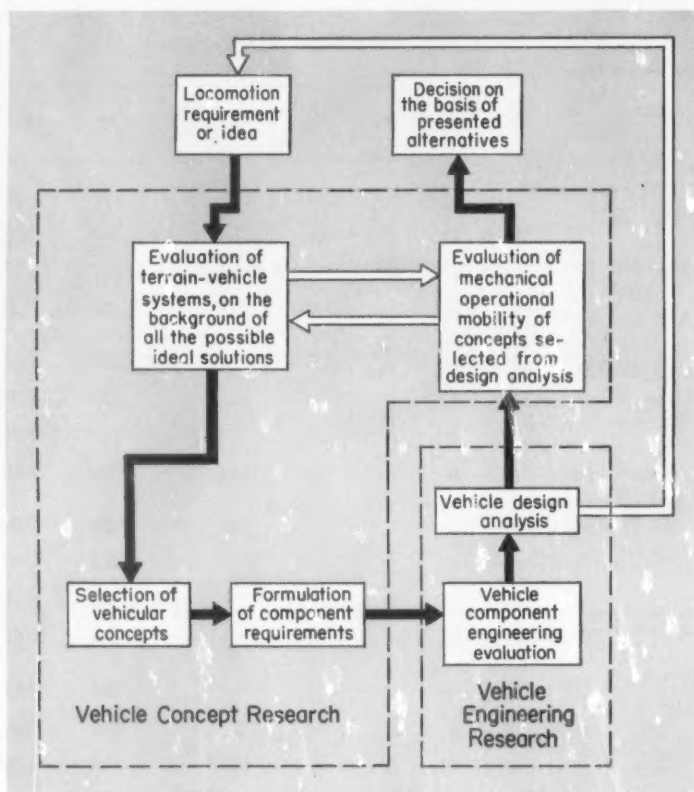 Locomotion
requirement
or idea
Decision on
the basis of
presented
alternatives
Evaluation of
terrain-vehicle
systems, on the
background of
all the possible
ideal solutions
Evaluation of
mechanical
operational
mobility of
concepts se-
lected from
design analysis
Vehicle design
analysis
Selection of
vehicular
concepts
Formulation
of component
requirements
Vehicle
component
engineering
evaluation
Vehicle Concept Research
Vehicle
Engineering
Research